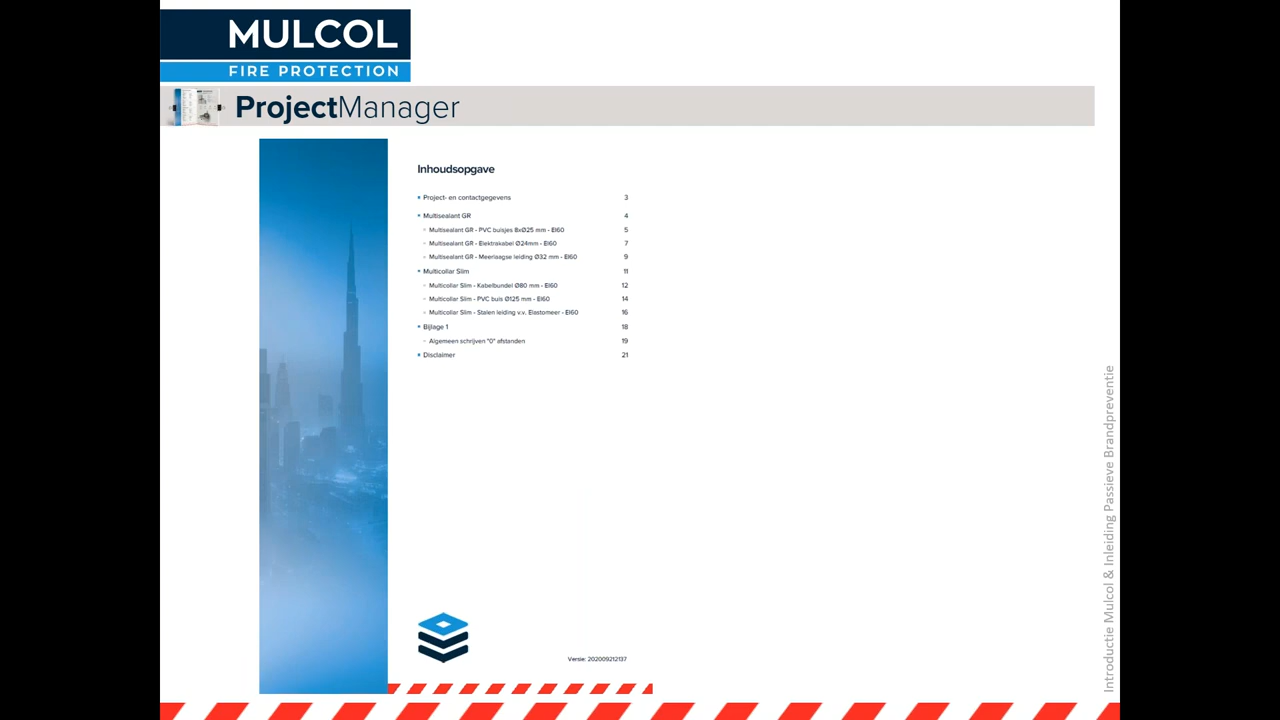 MULCOL
FIRE PROTECTION
ProjectManager
Inhoudsopgave
Project- en contactgegevens 3
Multisealant GR 4
Multisealant GR - PVC buisjes 8xØ25 mm - EI60 5
Multisealant GR - Elektrakabel Ø24mm - EI60 7
Multisealant GR - Meerlaagse leiding Ø32 mm - EI60 9
Multicollar Slim 11
Multicollar Slim - Kabelbundel Ø80 mm - EI60 12
Multicollar Slim - PVC buis Ø125 mm - EI60 14
Multicollar Slim - Stalen leiding v.v. Elastomeer - EI60 16
Bijlage 1 18
Algemeen schrijven "0" afstanden 19
Disclaimer 21
Versie: 202009212137
Introductie Mulcol & Inleiding Passieve Brandpreventie